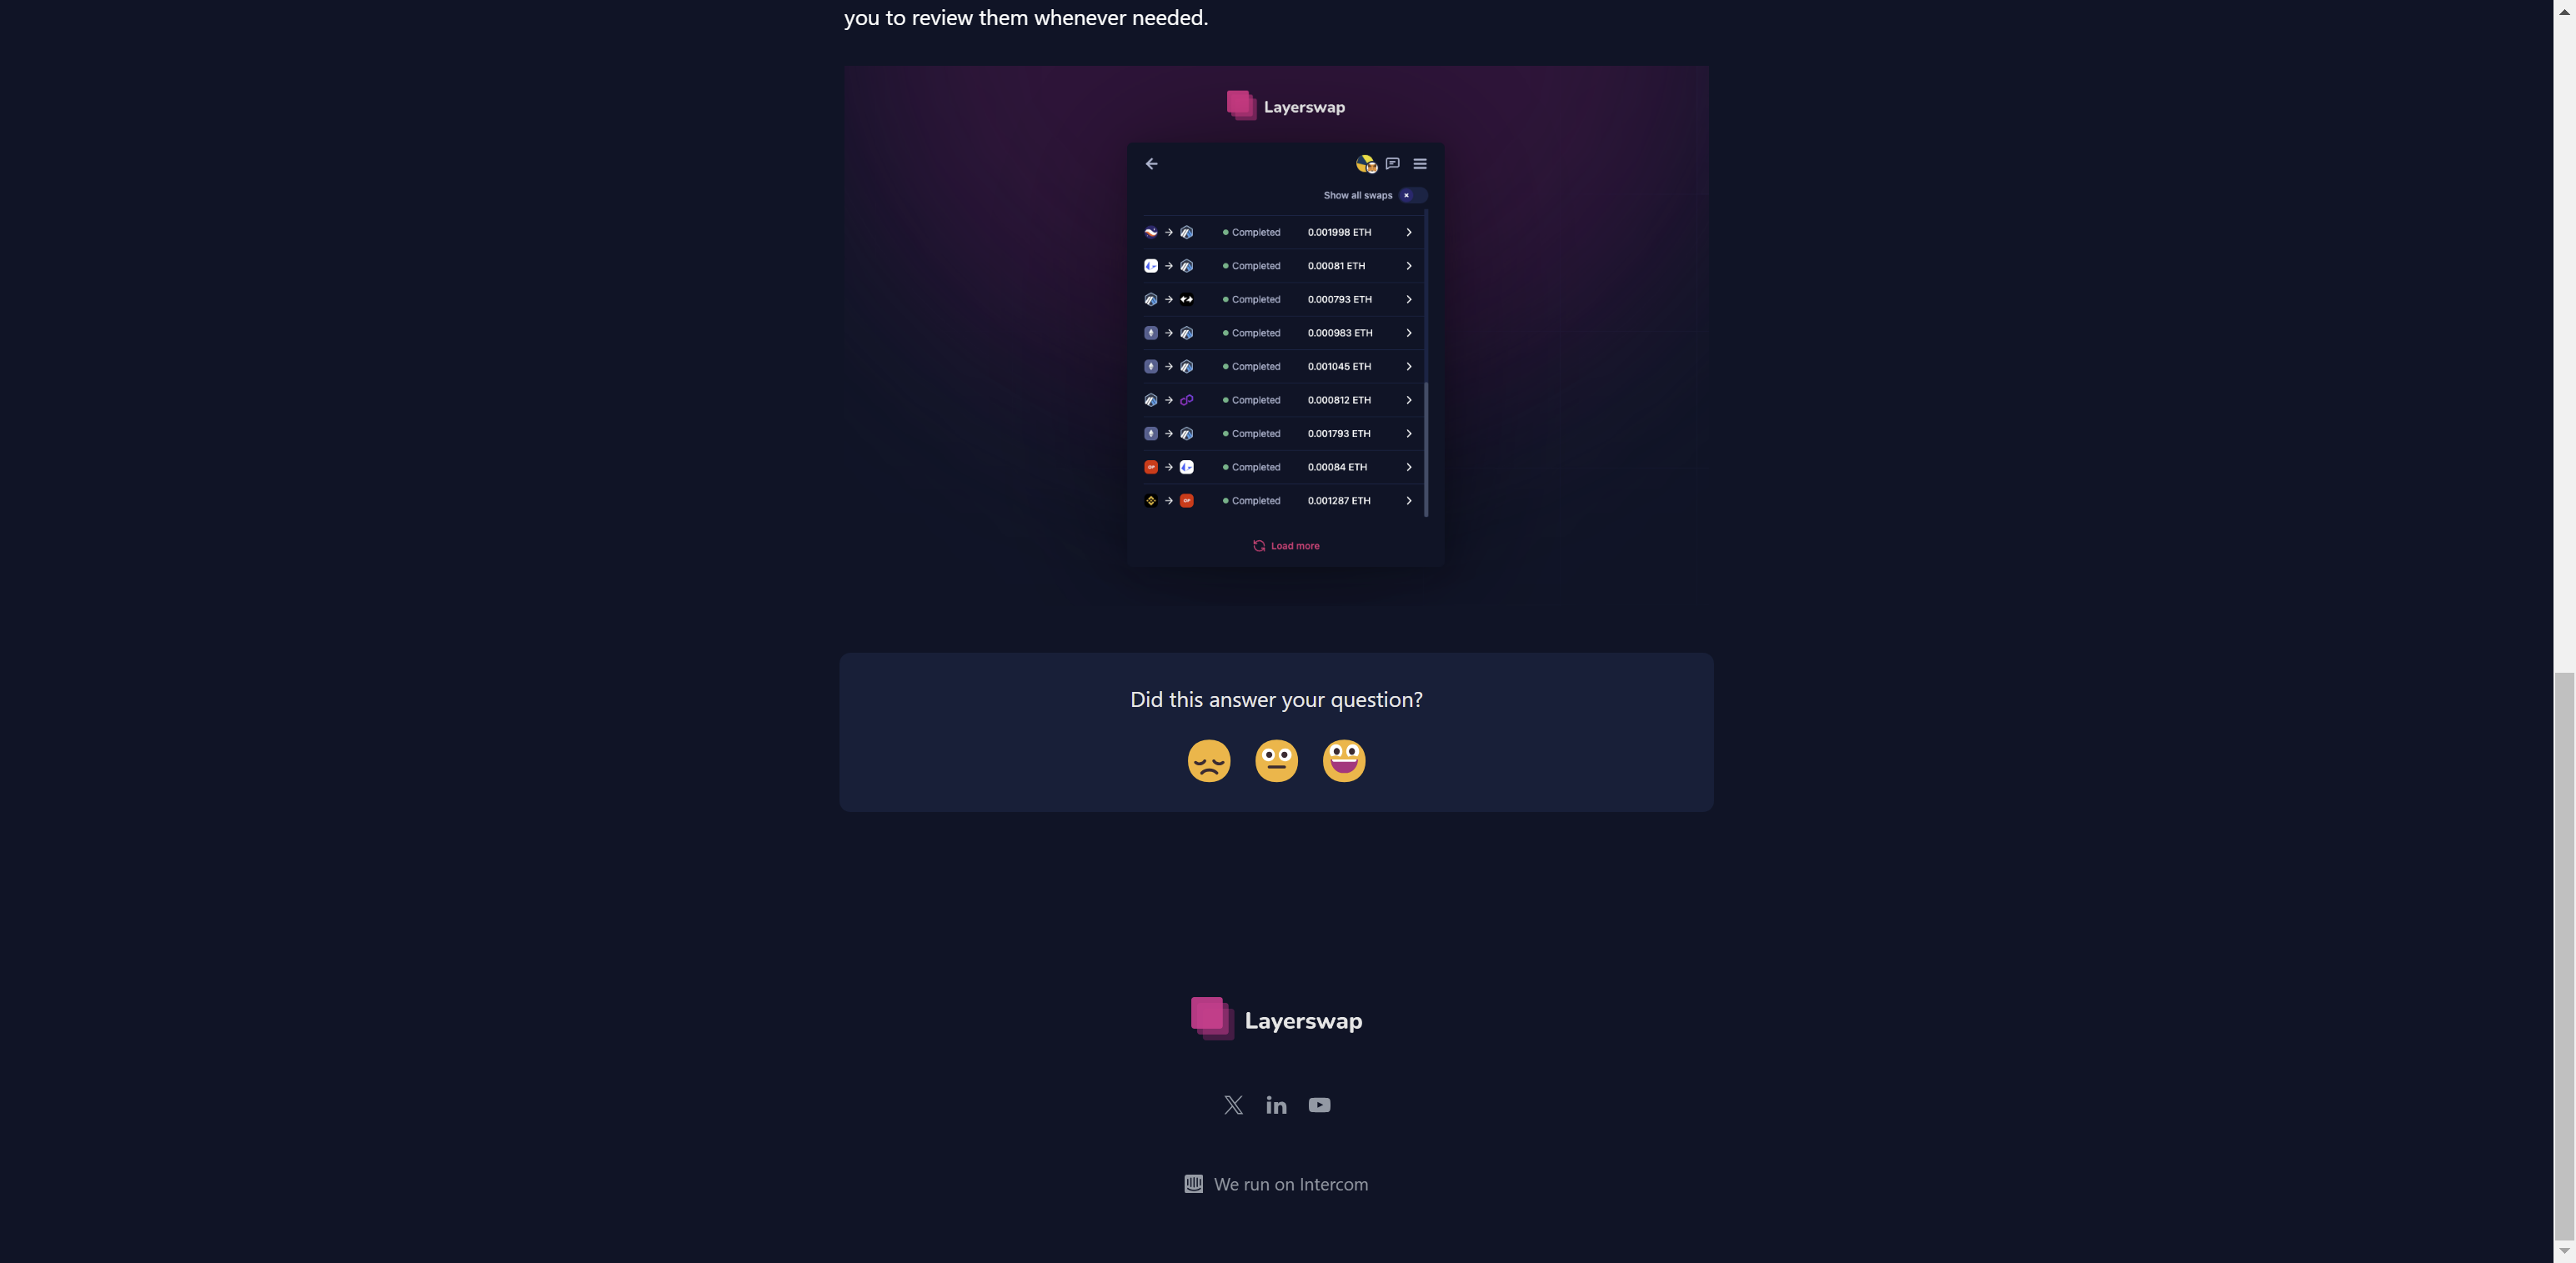 you to review them whenever needed.
Layerswap
Show all swaps
Completed 0.001998 ETH
Completed 0.00081 ETH
Completed 0.000793 ETH
Completed 0.000983 ETH
Completed 0.001045 ETH
Completed 0.000812 ETH
Completed 0.001793 ETH
OP Completed 0.00084 ETH
OP Completed 0.001287 ETH
Load more
Did this answer your question?
Layerswap
We run on Intercom